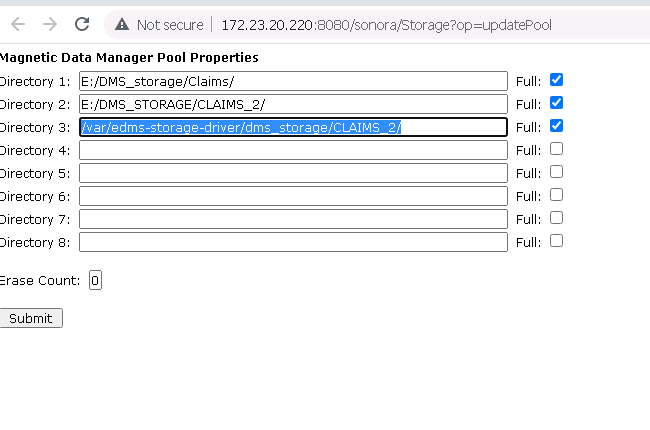 Not secure | 172.23.20.220:8080/sonora/Storage?op=updatePool
Magnetic Data Manager Pool Properties
Directory 1: E:/DMS_storage/Claims/ Full:
Directory 2: E:/DMS_STORAGE/CLAIMS_2/ Full:
Directory 3: /var/edms-storage-driver/dms_storage/CLAIMS_2/ Full:
Directory 4: Full:
Directory 5: Full:
Directory 6: Full:
Directory 7: Full:
Directory 8: Full:
Erase Count: 0
Submit